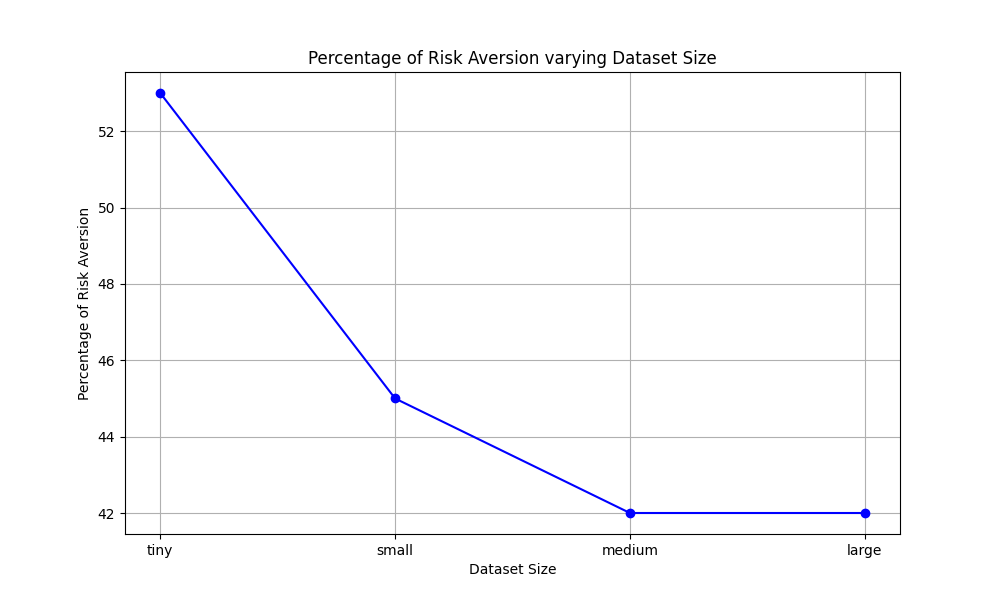 Percentage of Risk Aversion varying Dataset Size
Percentage of Risk Aversion
52
50
48
46
44
42
tiny small medium large
Dataset Size